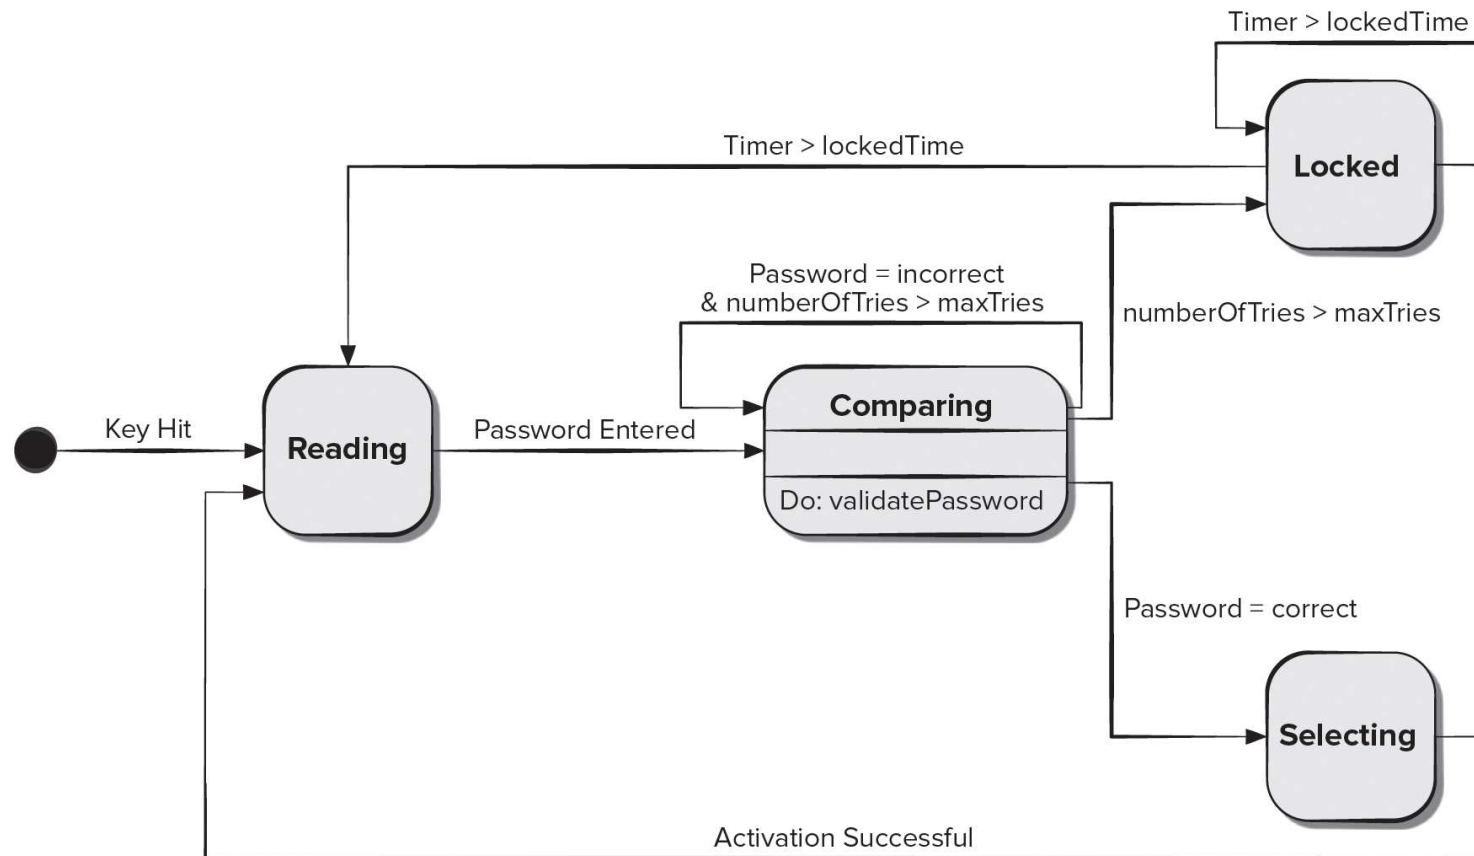 Timer > lockedTime
Timer > lockedTime
Locked
Password = incorrect
& numberOfTries > maxTries
numberOfTries > maxTries
Key Hit
Reading
Password Entered
Comparing
Do: validatePassword
Password = correct
Selecting
Activation Successful